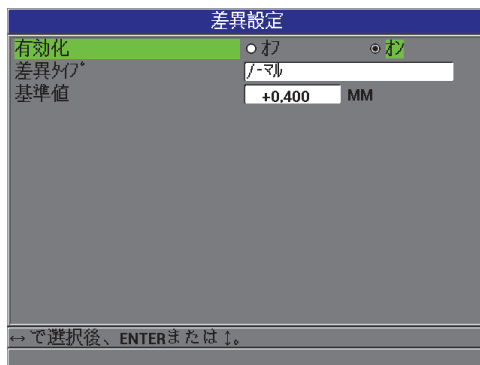 差異設定
有効化 ｵﾌ ｵﾝ
差異ﾀｲﾌﾟ ﾉｰﾏﾙ
基準値 +0,400 MM
↔ で選択後、ENTERまたは ↕。